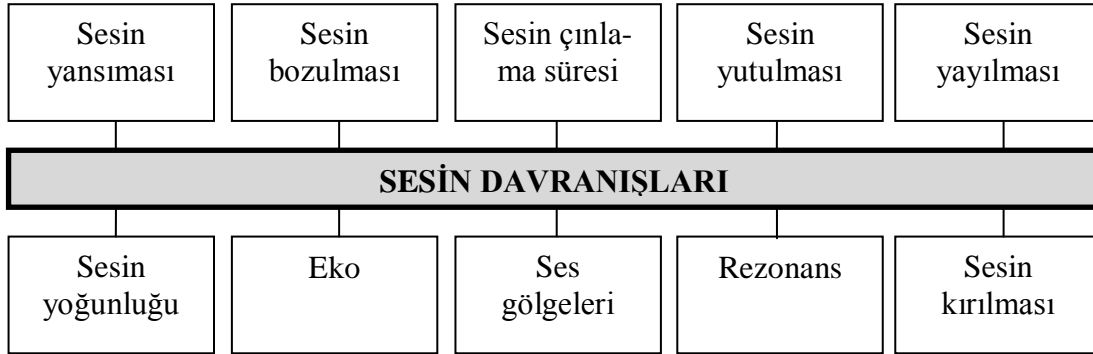 Sesin
yansıması
Sesin
bozulması
Sesin çınla-
ma süresi
Sesin
yutulması
Sesin
yayılması
SESİN DAVRANIŞLARI
Sesin
yoğunluğu
Eko
Ses
gölgeleri
Rezonans
Sesin
kırılması